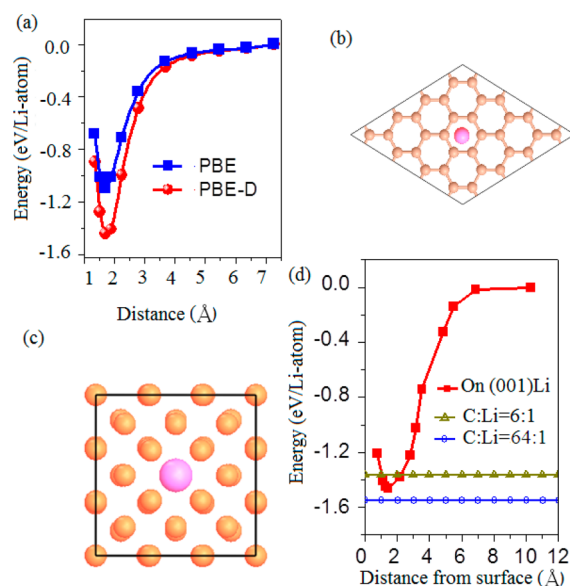 (a)
0.0
-0.4
-0.8
-1.2
-1.6
Energy (eV/Li-atom)
PBE
PBE-D
1 2 3 4 5 6 7
Distance (Å)
(b)
(c)
(d)
0.0
-0.4
-0.8
-1.2
-1.6
Energy (eV/Li-atom)
On (001)Li
C:Li=6:1
C:Li=64:1
0 2 4 6 8 10 12
Distance from surface (Å)